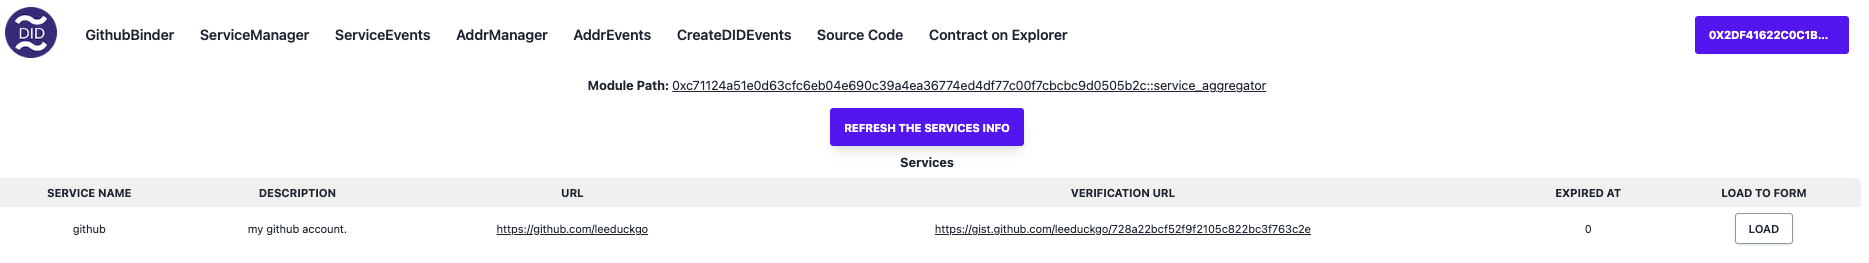 DID GithubBinder ServiceManager ServiceEvents AddrManager AddrEvents CreateDIDEvents Source Code Contract on Explorer 0X2DF41622C0C1B...
Module Path: 0xc71124a51e0d63cfc6eb04e690c39a4ea36774ed4df77c00f7cbcbc9d0505b2c::service_aggregator
REFRESH THE SERVICES INFO
Services
SERVICE NAME DESCRIPTION URL VERIFICATION URL EXPIRED AT LOAD TO FORM
github my github account. https://github.com/leeduckgo https://gist.github.com/leeduckgo/728a22bcf52f9f2105c822bc3f763c2e 0 LOAD